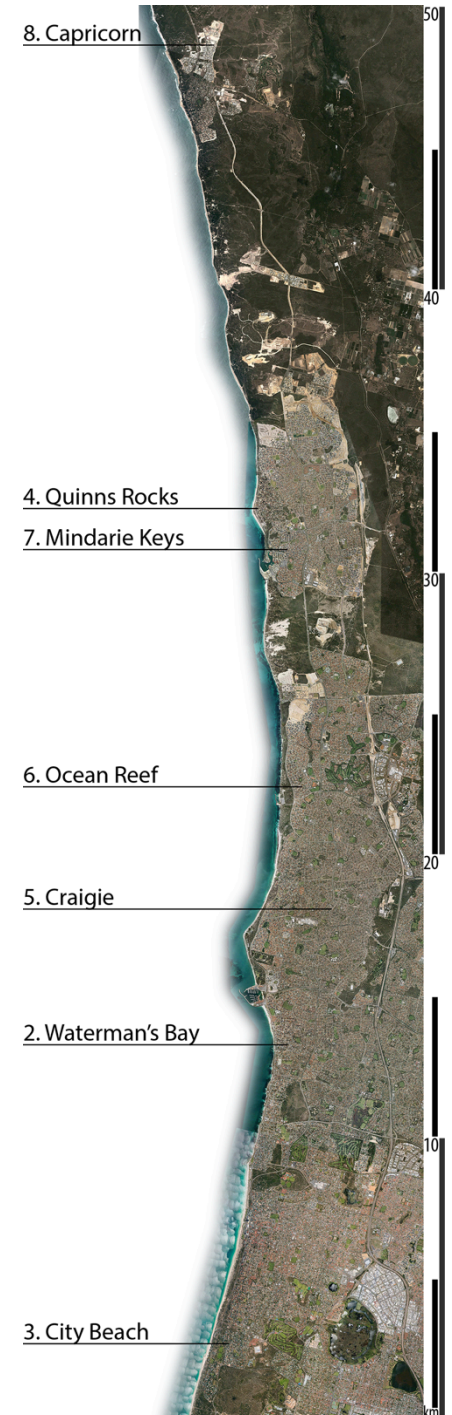 50
8. Capricorn
40
4. Quinns Rocks
7. Mindarie Keys
30
6. Ocean Reef
20
5. Craigie
2. Waterman's Bay
10
3. City Beach
km